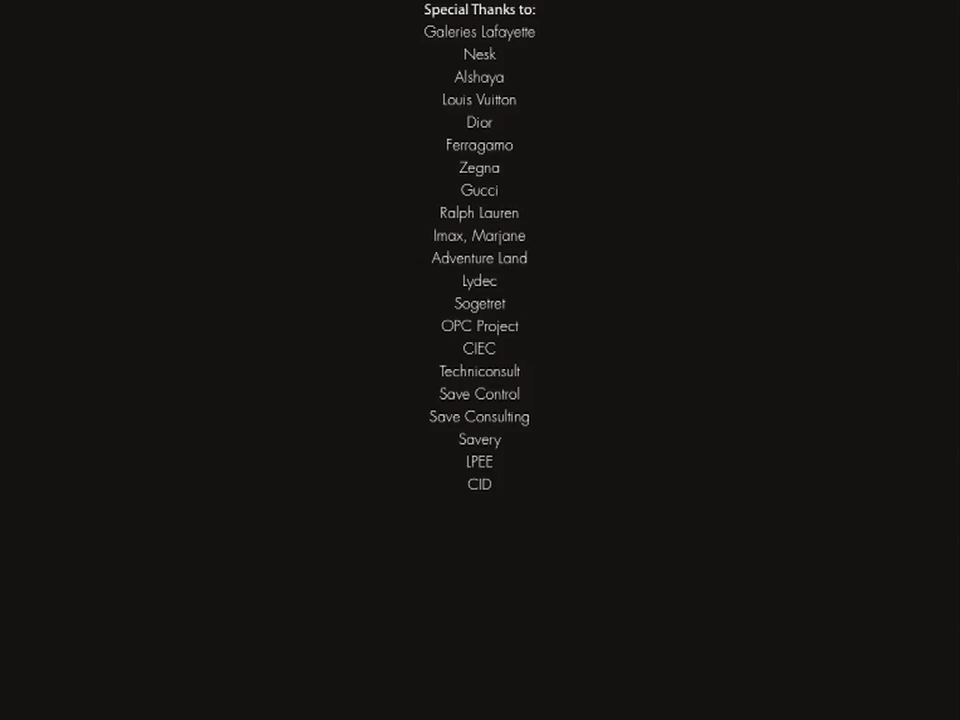 Special Thanks to:
Galeries Lafayette
Nesk
Alshaya
Louis Vuitton
Dior
Ferragamo
Zegna
Gucci
Ralph Lauren
Imax, Marjane
Adventure Land
Lydec
Sogetret
OPC Project
CIEC
Techniconsult
Save Control
Save Consulting
Savery
LPEE
CID